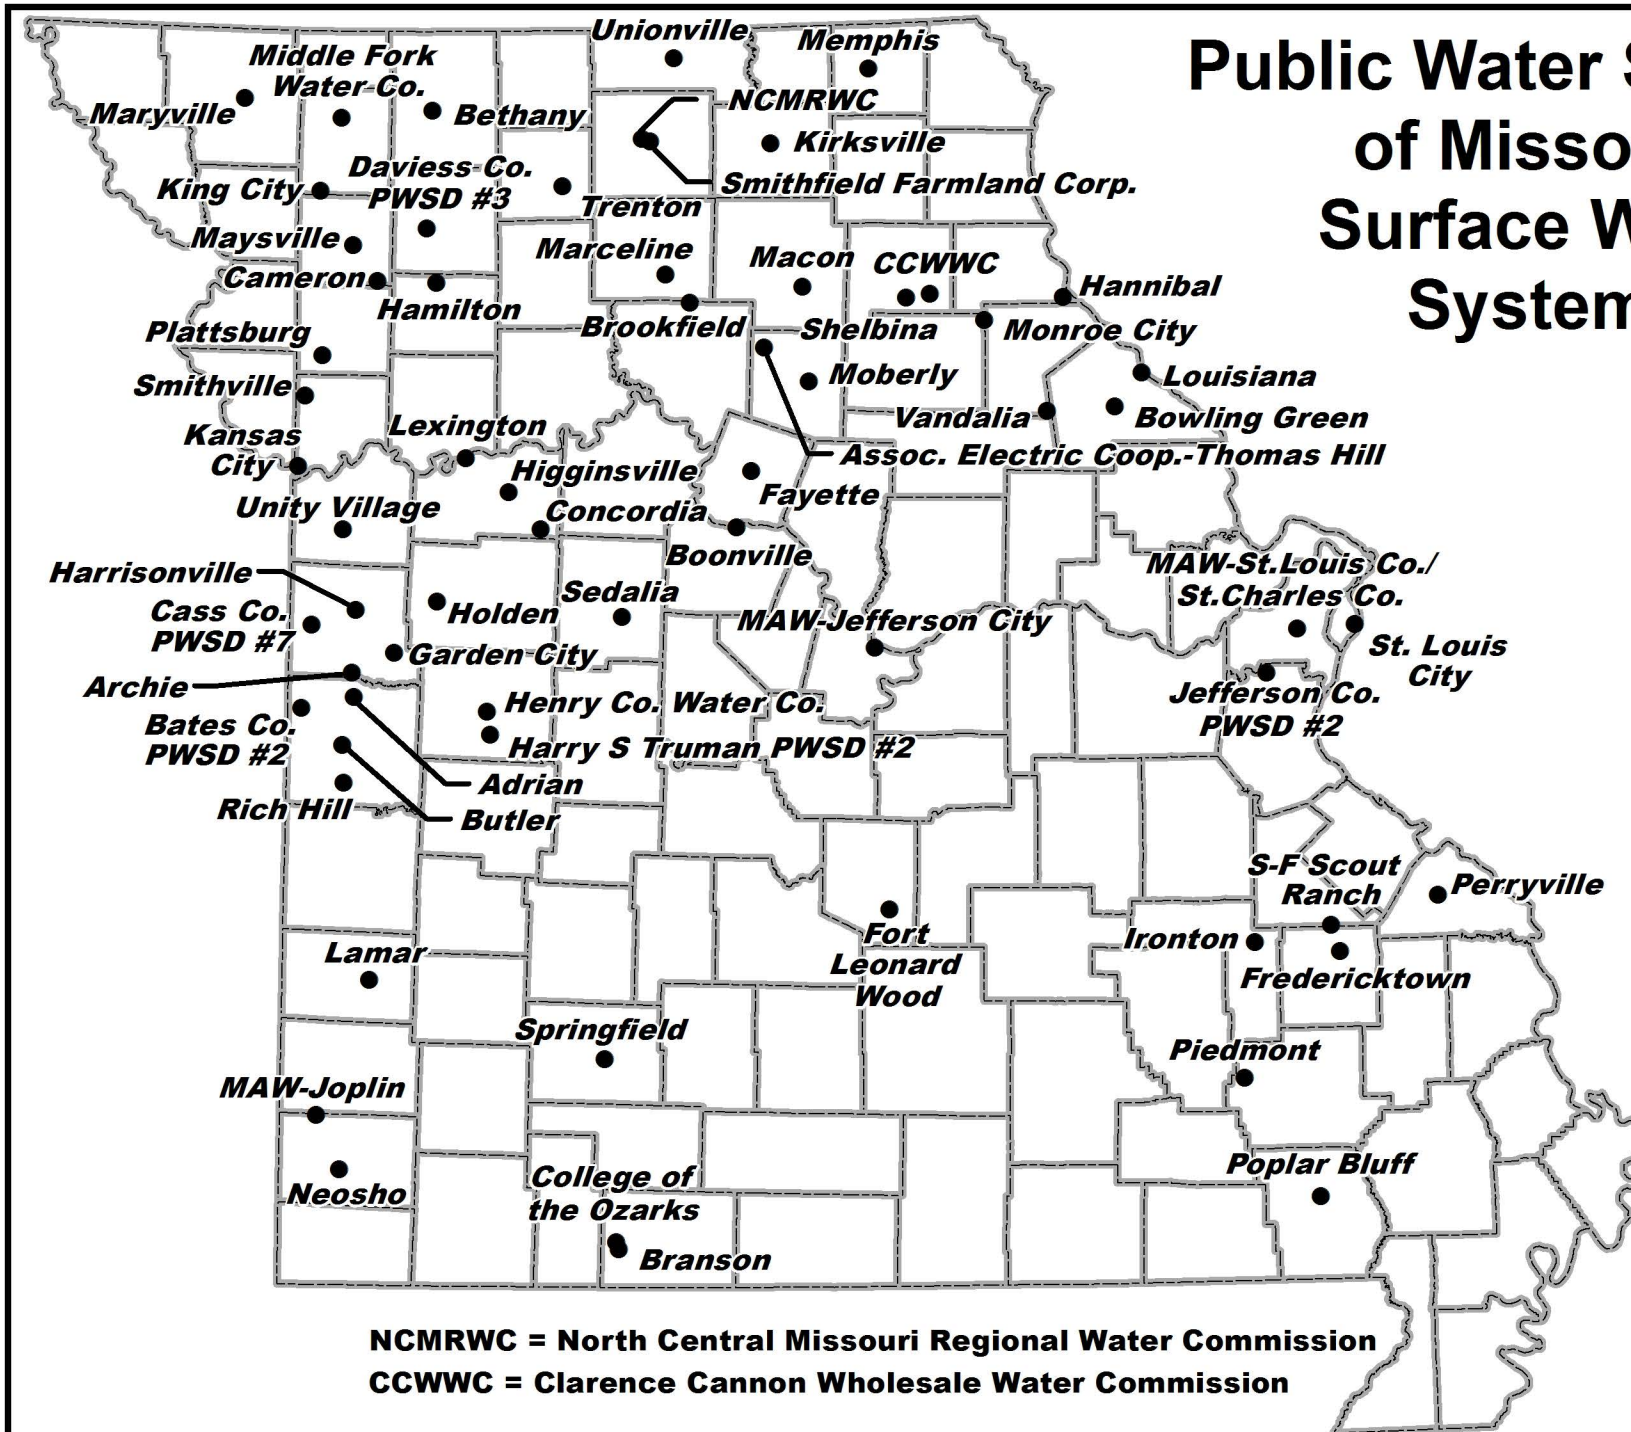 Public Water
of Misso
Surface W
System
Unionville
Memphis
Middle Fork
Water Co.
Maryville
Bethany
NCMRWC
Kirksville
Daviess Co.
PWSD #3
King City
Smithfield Farmland Corp.
Trenton
Maysville
Marceline
Macon
CCWWC
Cameron
Hannibal
Hamilton
Brookfield
Shelbina
Monroe City
Plattsburg
Moberly
Louisiana
Smithville
Vandalia
Bowling Green
Kansas
City
Lexington
Assoc. Electric Coop.-Thomas Hill
Higginsville
Fayette
Unity Village
Concordia
Boonville
Harrisonville
MAW-St.Louis Co./
St.Charles Co.
Cass Co.
PWSD #7
Holden
Sedalia
MAW-Jefferson City
St. Louis
City
Garden City
Archie
Henry Co. Water Co.
Jefferson Co.
PWSD #2
Bates Co.
PWSD #2
Harry S Truman PWSD #2
Adrian
Rich Hill
Butler
S-F Scout
Ranch
Perryville
Fort
Leonard
Wood
Ironton
Lamar
Fredericktown
Springfield
Piedmont
MAW-Joplin
Poplar Bluff
Neosho
College of
the Ozarks
Branson
NCMRWC = North Central Missouri Regional Water Commission
CCWWC = Clarence Cannon Wholesale Water Commission